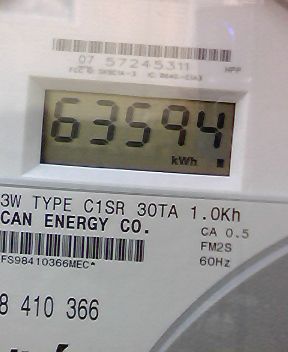 07 57245311
HPP
63594
kWh
3W TYPE C1SR 30TA 1.0Kh
CAN ENERGY CO.
CA 0.5
FM2S
FS98410366MEC*
60Hz
8 410 366